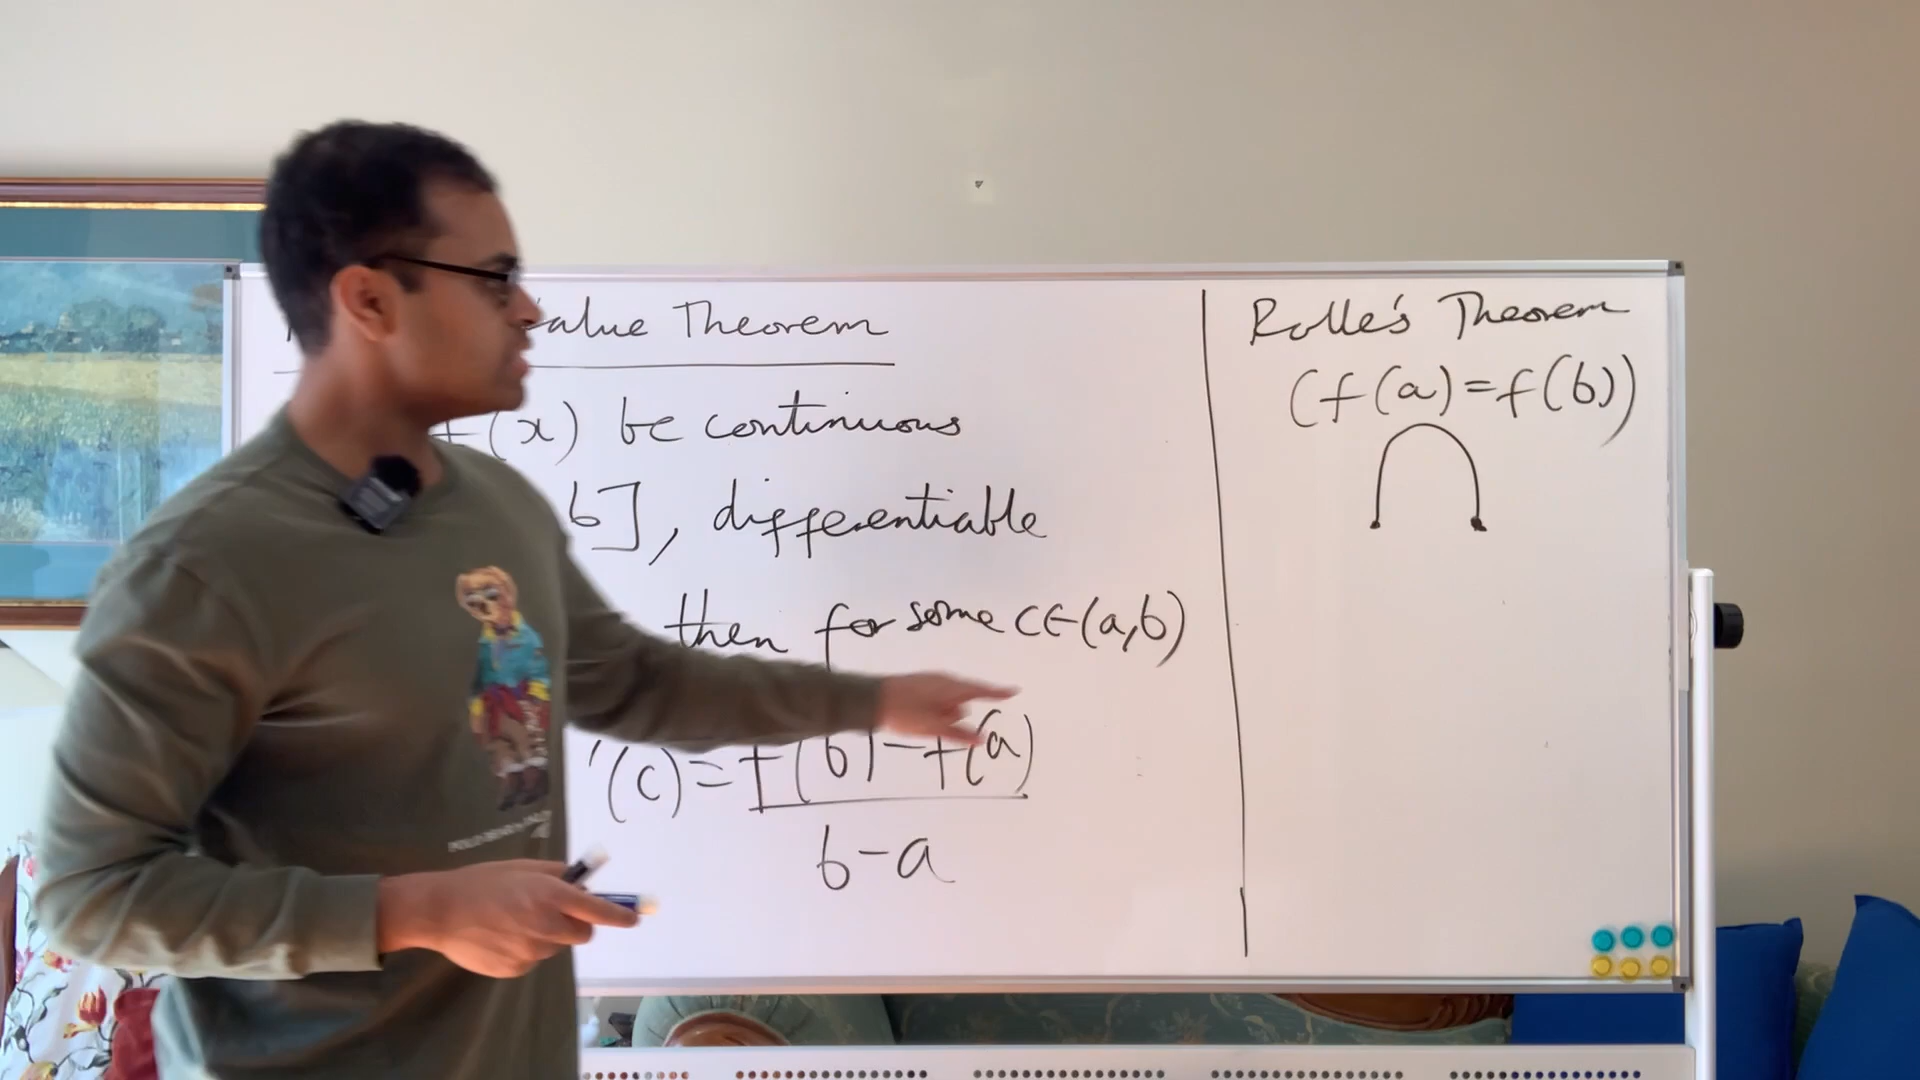 Value Theorem
f(x) be continuous
b], differentiable
then for some c∈(a,b)
'(c)=f(b)-f(a)
b-a
Rolle's Theorem
(f(a)=f(b))